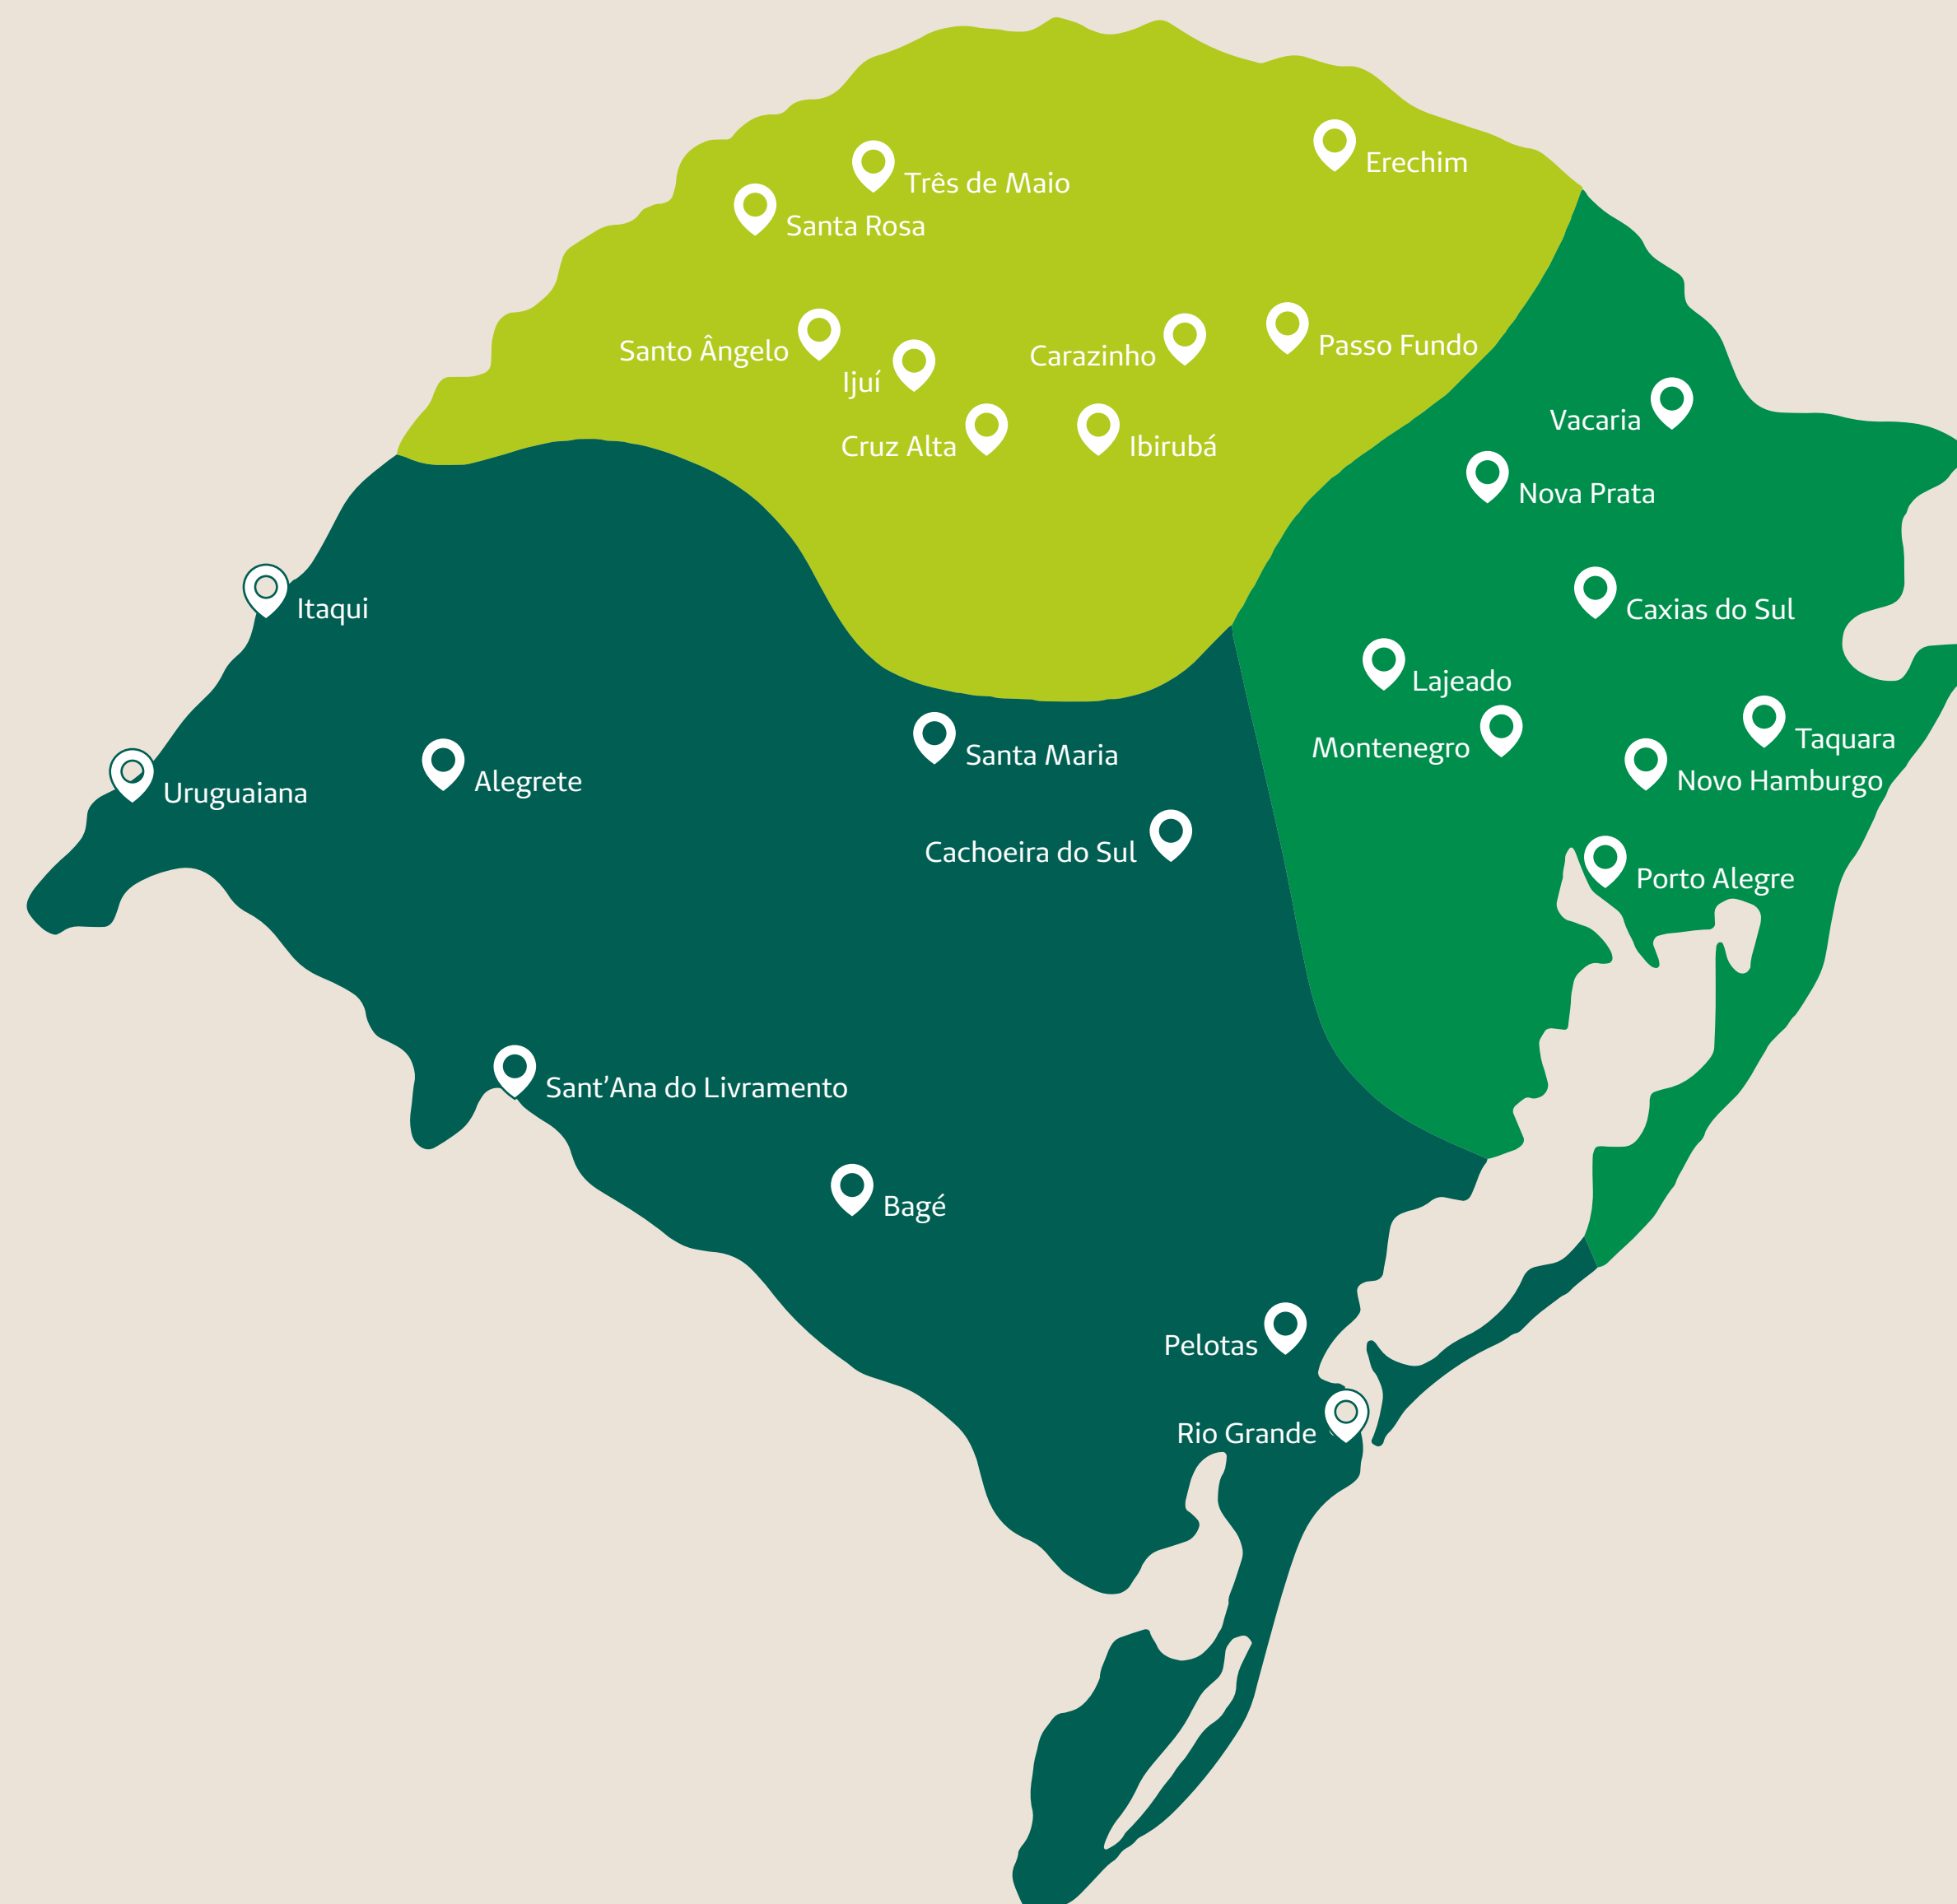 Erechim
Três de Maio
Santa Rosa
Passo Fundo
Santo Ângelo
Carazinho
Ijuí
Vacaria
Cruz Alta
Ibirubá
Nova Prata
Itaqui
Caxias do Sul
Lajeado
Taquara
Montenegro
Santa Maria
Novo Hamburgo
Alegrete
Uruguaiana
Cachoeira do Sul
Porto Alegre
Sant’Ana do Livramento
Bagé
Pelotas
Rio Grande